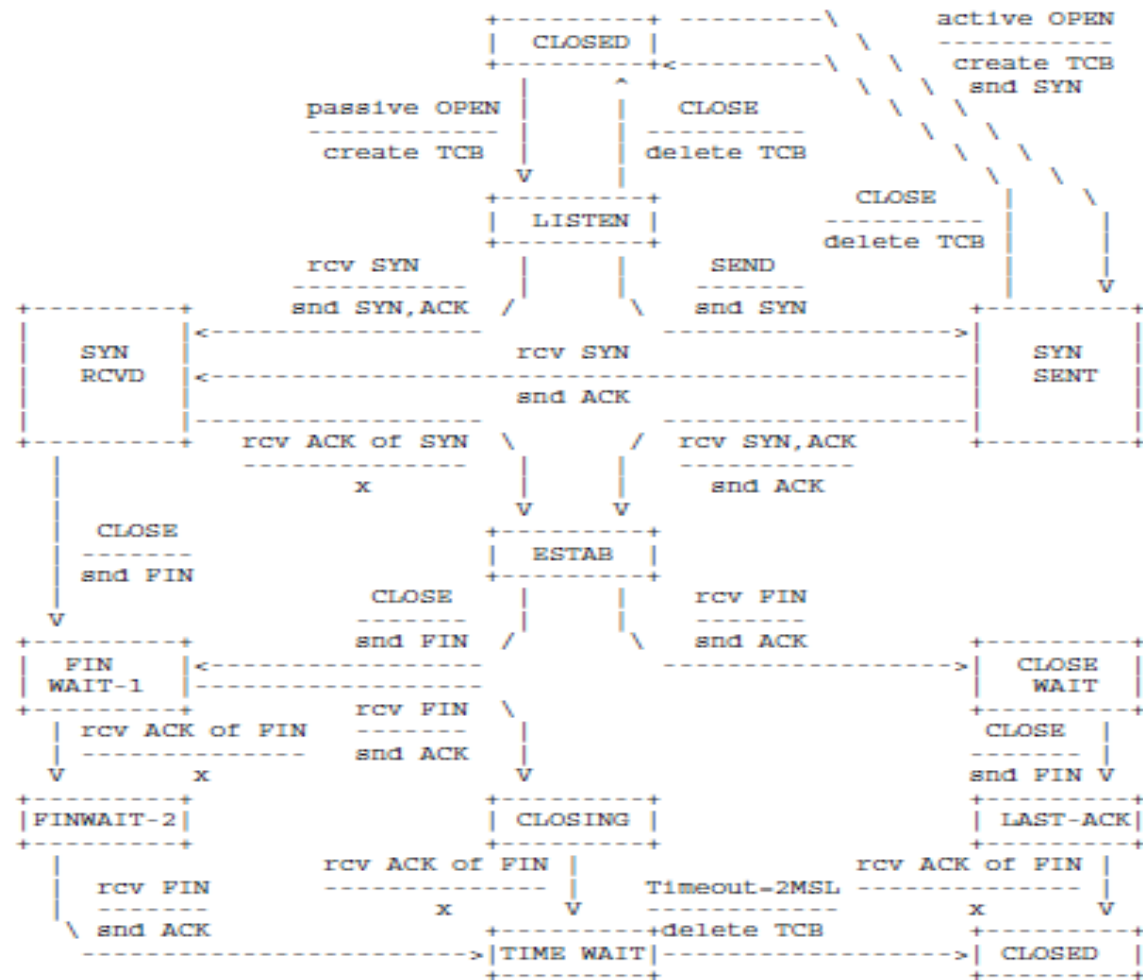 active OPEN
CLOSED
create TCB
snd SYN
passive OPEN CLOSE
create TCB delete TCB
V
CLOSE
LISTEN
delete TCB
rcv SYN SEND
V
snd SYN,ACK snd SYN
SYN rcv SYN SYN
RCVD SENT
snd ACK
rcv ACK of SYN rcv SYN,ACK
x snd ACK
V V
CLOSE
ESTAB
snd FIN
CLOSE rcv FIN
V
snd FIN snd ACK
FIN CLOSE
WAIT-1 WAIT
rcv FIN
rcv ACK of FIN CLOSE
snd ACK
V x V snd FIN V
FINWAIT-2 CLOSING LAST-ACK
rcv ACK of FIN rcv ACK of FIN
rcv FIN Timeout=2MSL
x V x V
snd ACK delete TCB
TIME WAIT CLOSED